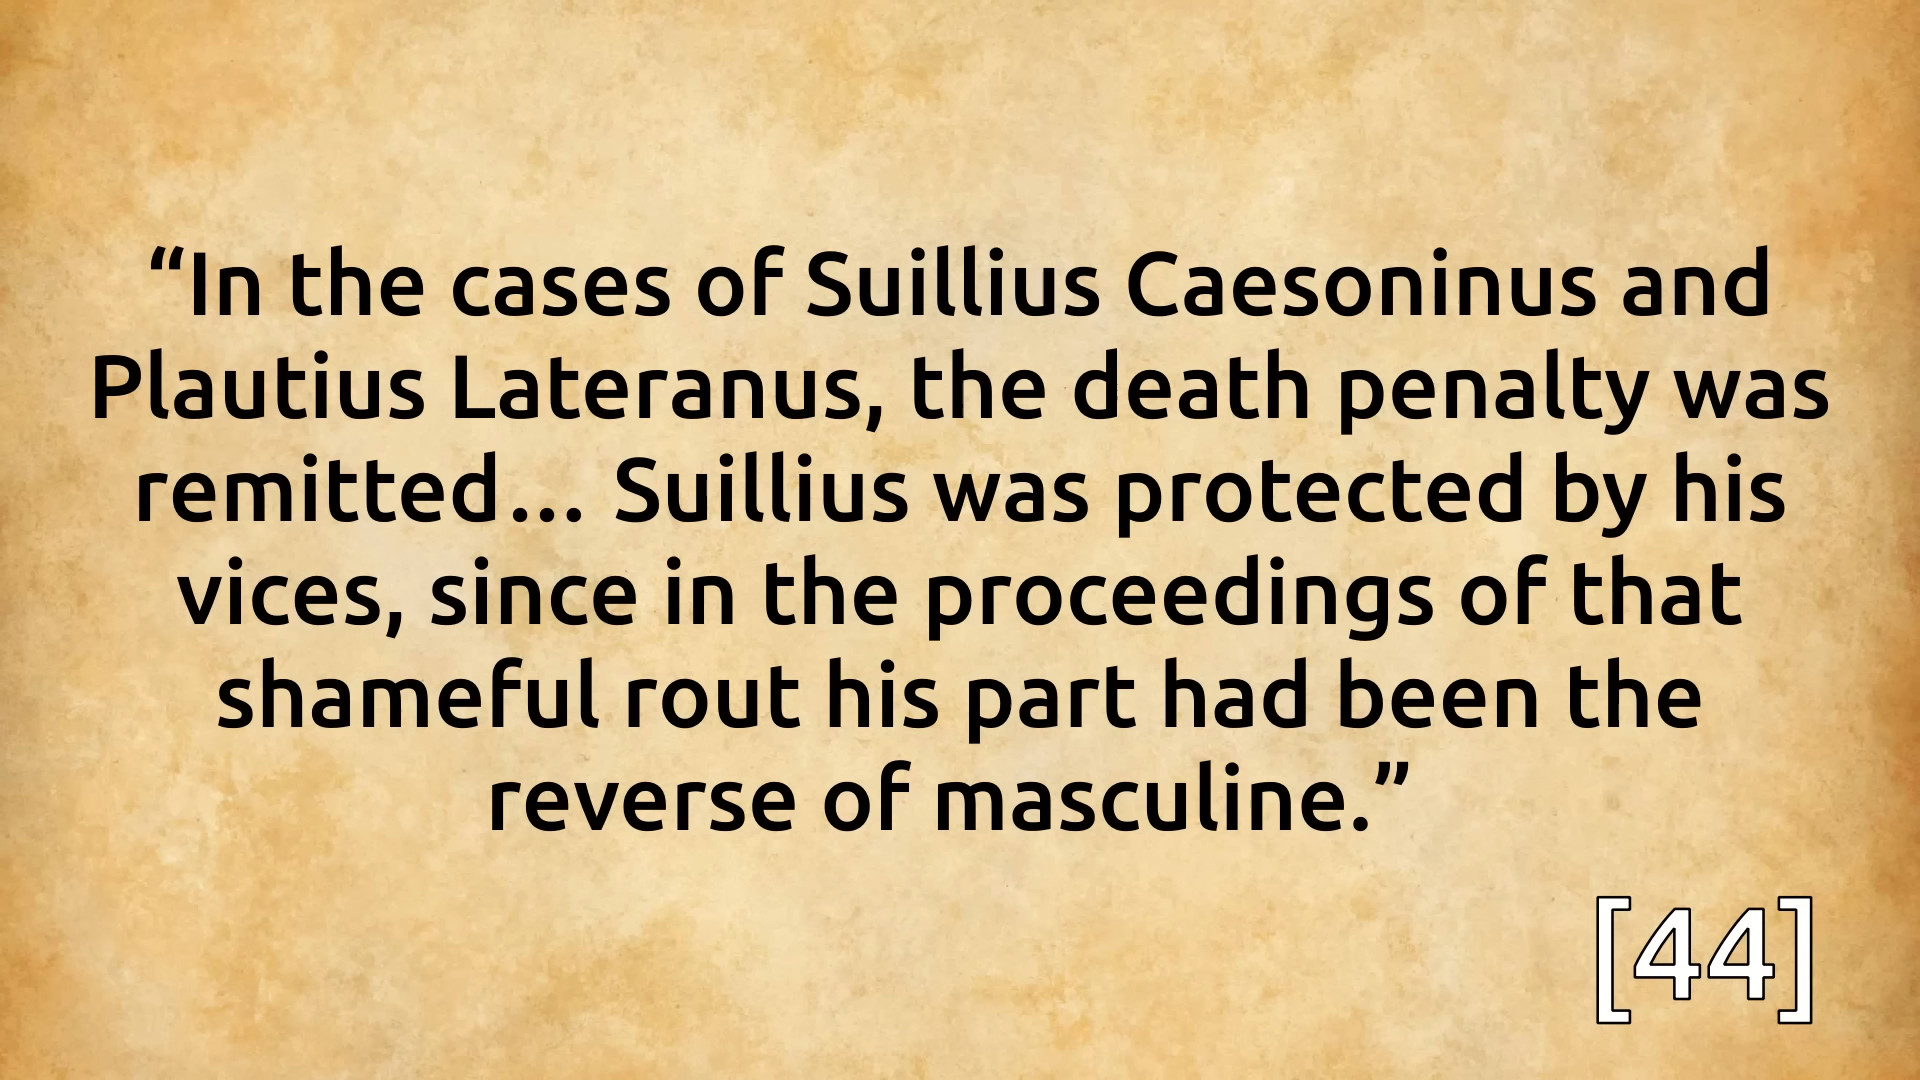 “In the cases of Suillius Caesoninus and
Plautius Lateranus, the death penalty was
remitted… Suillius was protected by his
vices, since in the proceedings of that
shameful rout his part had been the
reverse of masculine.”
[44]